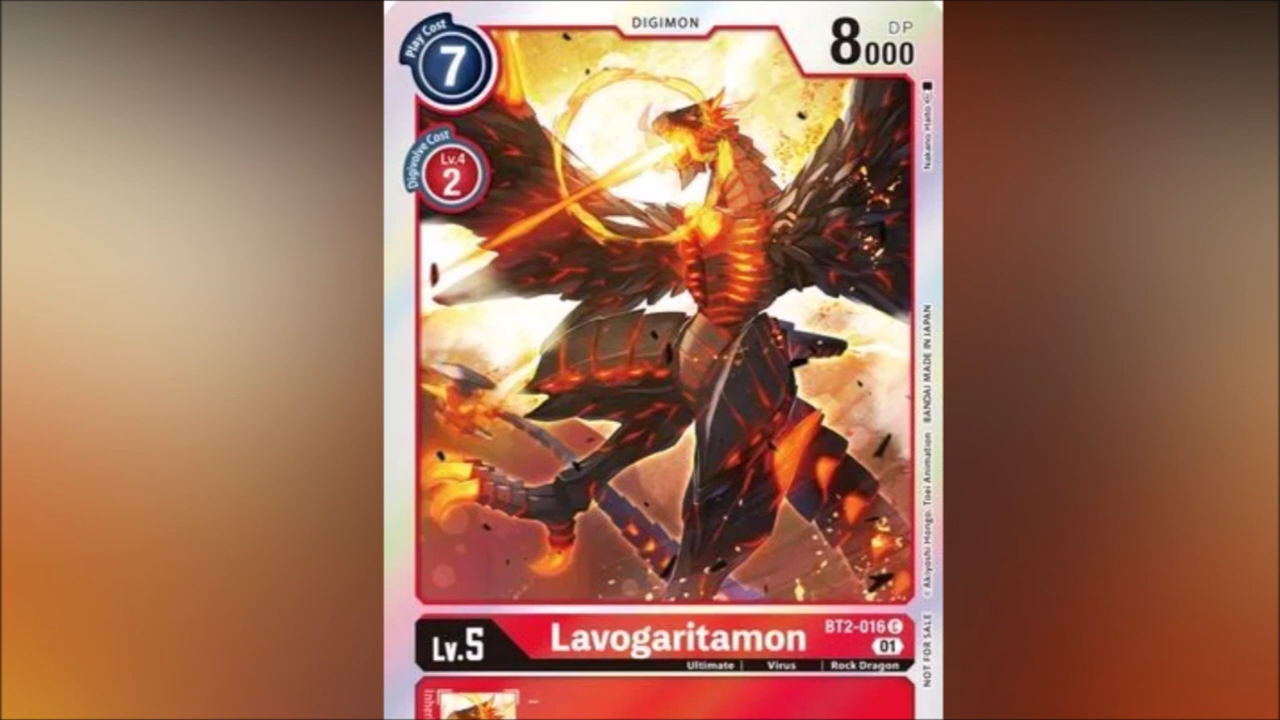 DIGIMON
Play Cost
7
DP
8000
Digivolve Cost
Lv.4
2
Nakano Haito
©Akiyoshi Hongo, Toei Animation BANDAI MADE IN JAPAN
NOT FOR SALE
Lv.5
Lavogaritamon
BT2-016 C
01
Ultimate | Virus | Rock Dragon